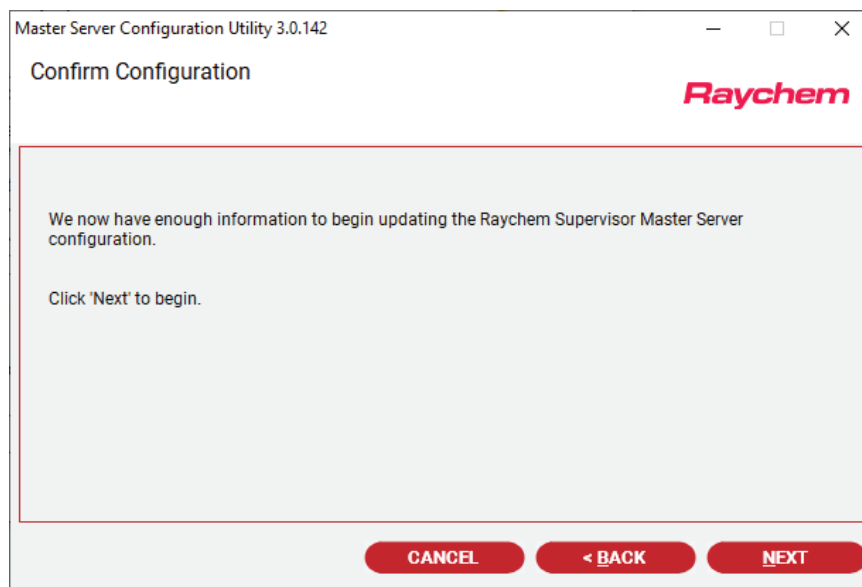 Master Server Configuration Utility 3.0.142
Confirm Configuration
Raychem
We now have enough information to begin updating the Raychem Supervisor Master Server
configuration.
Click 'Next' to begin.
CANCEL
< BACK
NEXT